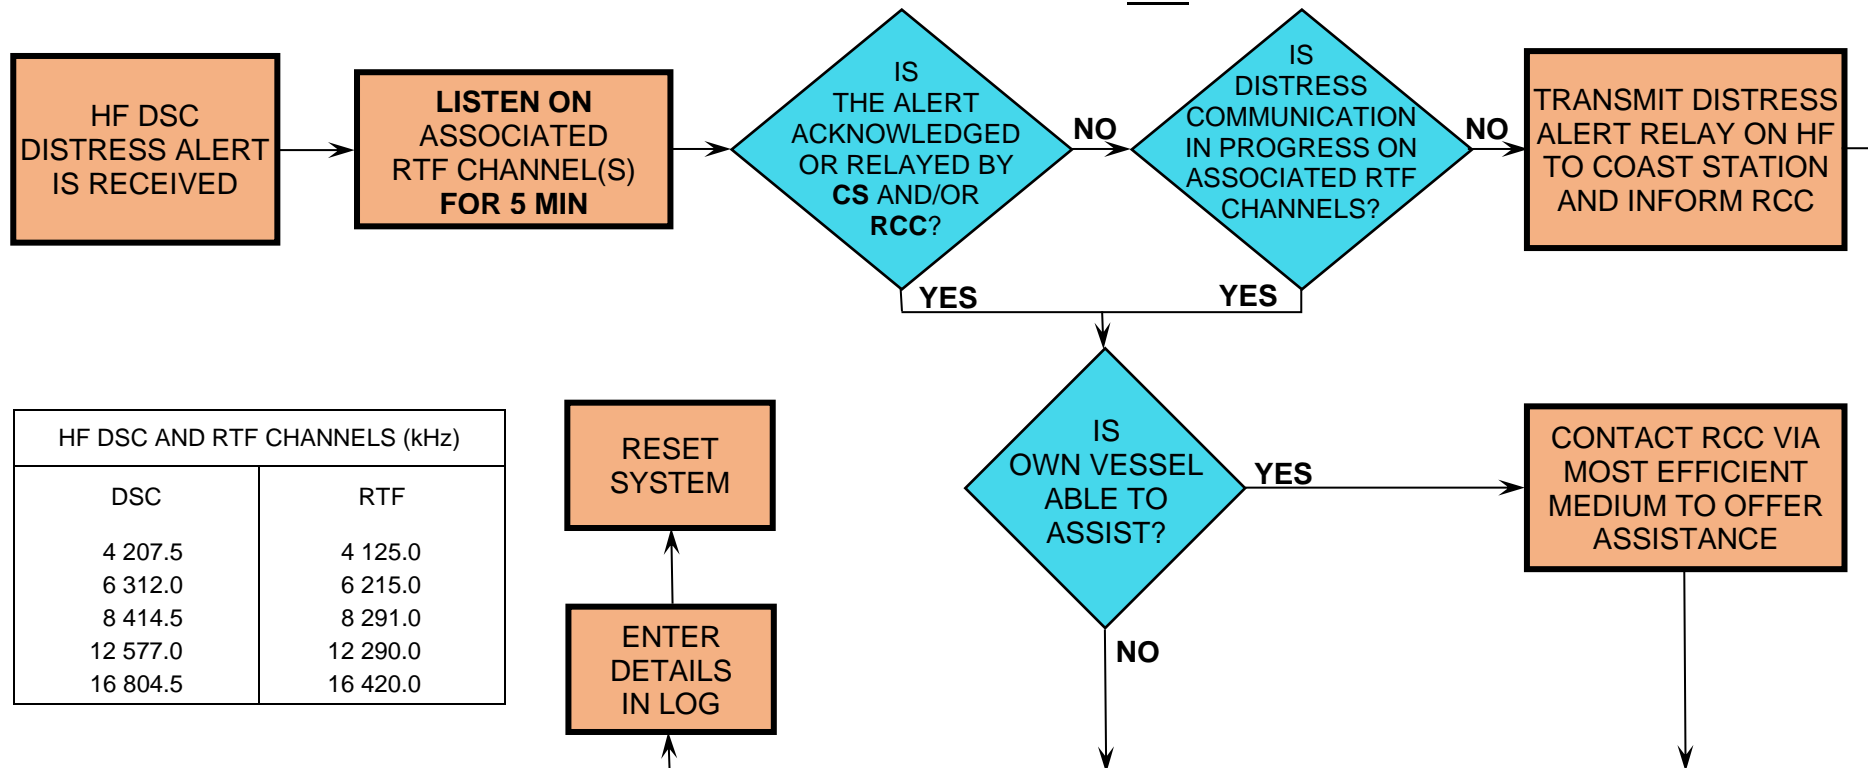 HF DSC
DISTRESS ALERT
IS RECEIVED
LISTEN ON
ASSOCIATED
RTF CHANNEL(S)
FOR 5 MIN
IS
THE ALERT
ACKNOWLEDGED
OR RELAYED BY
CS AND/OR
RCC?
NO
YES
IS
DISTRESS
COMMUNICATION
IN PROGRESS ON
ASSOCIATED RTF
CHANNELS?
NO
YES
TRANSMIT DISTRESS
ALERT RELAY ON HF
TO COAST STATION
AND INFORM RCC
HF DSC AND RTF CHANNELS (kHz)
DSC RTF
4 207.5 4 125.0
6 312.0 6 215.0
8 414.5 8 291.0
12 577.0 12 290.0
16 804.5 16 420.0
RESET
SYSTEM
ENTER
DETAILS
IN LOG
IS
OWN VESSEL
ABLE TO
ASSIST?
YES
NO
CONTACT RCC VIA
MOST EFFICIENT
MEDIUM TO OFFER
ASSISTANCE